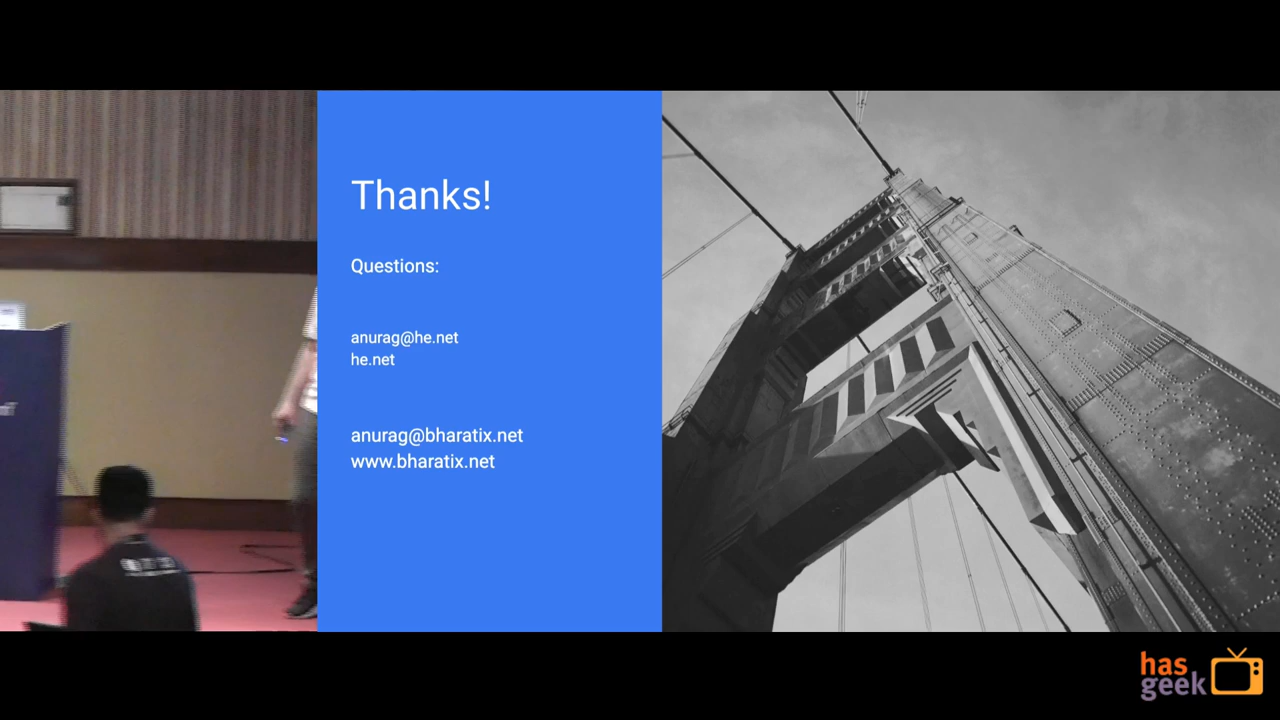 Thanks!
Questions:
anurag@he.net
he.net
anurag@bharatix.net
www.bharatix.net
has
geek